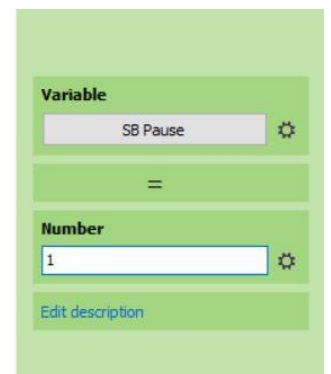 Variable
SB Pause
=
Number
1
Edit description